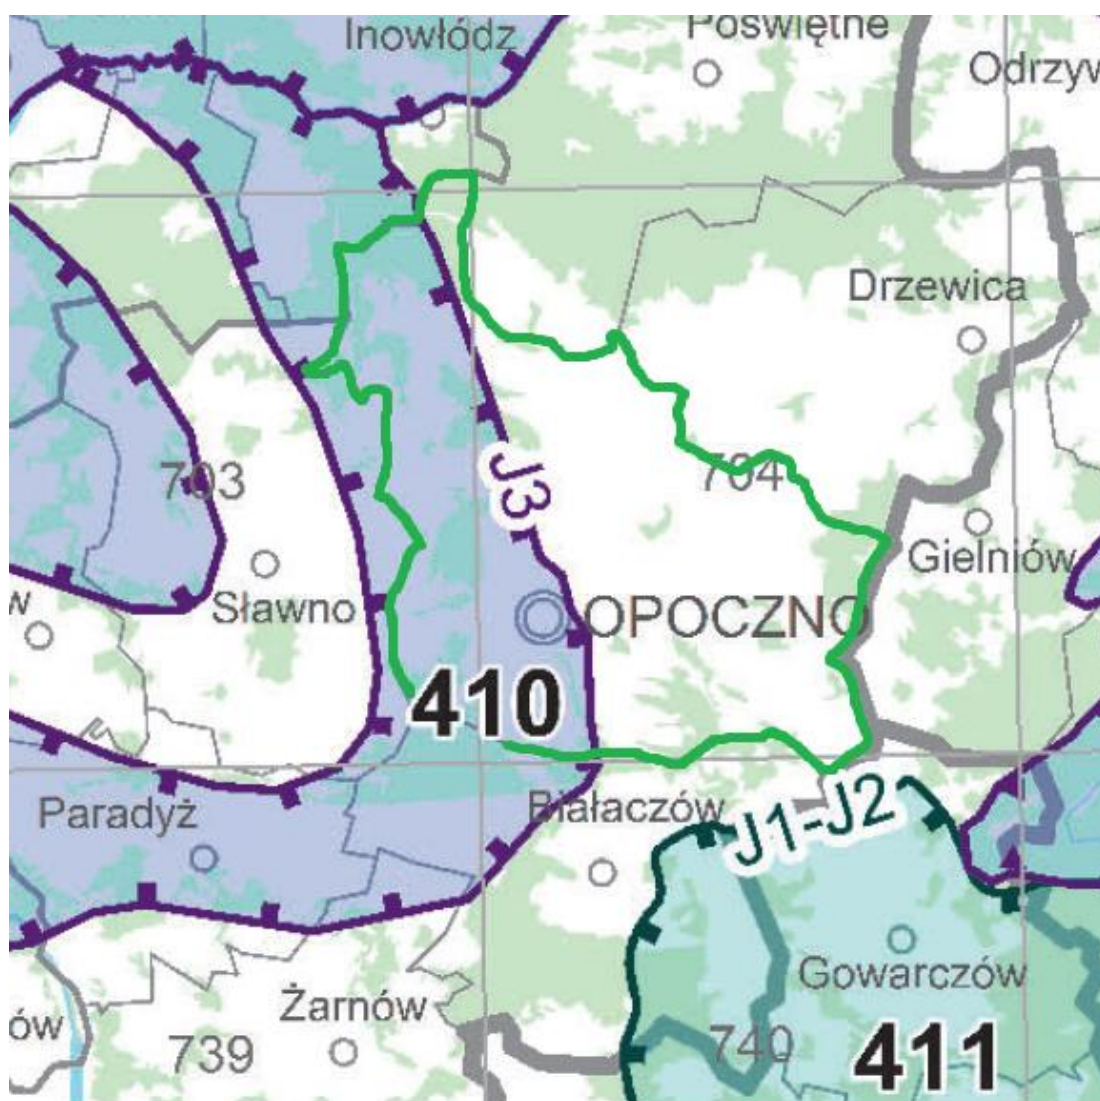 Inowłódz
Poświętne
Odrzyw
Drzewica
J3
703
704
Gielniów
w
Sławno
OPOCZNO
410
Paradyż
Białaczów
J1-J2
Gowarczów
Żarnów
ów
739
740
411